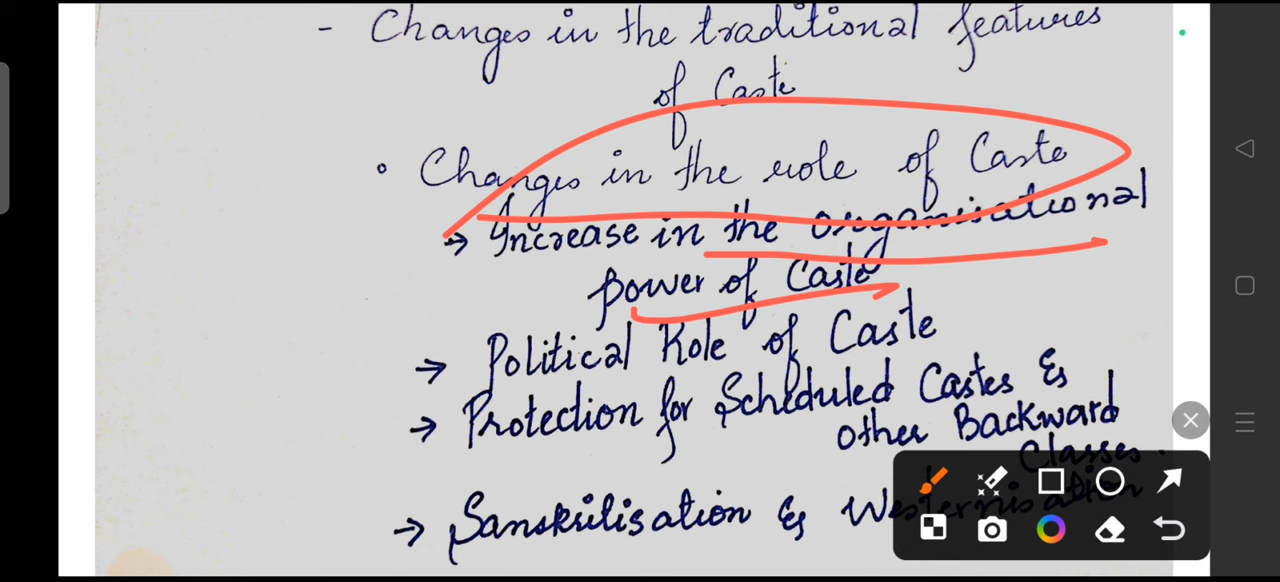 - Changes in the traditional features
of Caste
• Changes in the role of Caste
→ Increase in the organisational
power of Caste
→ Political Role of Caste
→ Protection for Scheduled Castes &
other Backward
Classes.
→ Sanskritisation & Westernisation